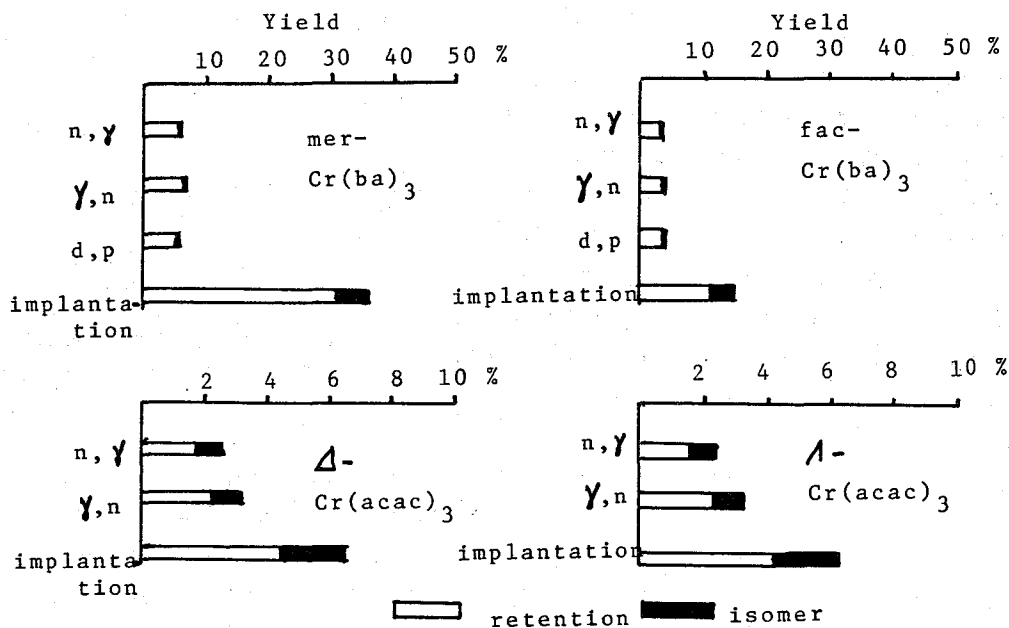 Yield
10 20 30 40 50 %
n,γ
γ,n
d,p
implanta-
tion
mer-
Cr(ba)3
Yield
10 20 30 40 50 %
n,γ
γ,n
d,p
implantation
fac-
Cr(ba)3
2 4 6 8 10 %
n,γ
γ,n
implanta
tion
Δ-
Cr(acac)3
2 4 6 8 10 %
n,γ
γ,n
implantation
Λ-
Cr(acac)3
retention isomer